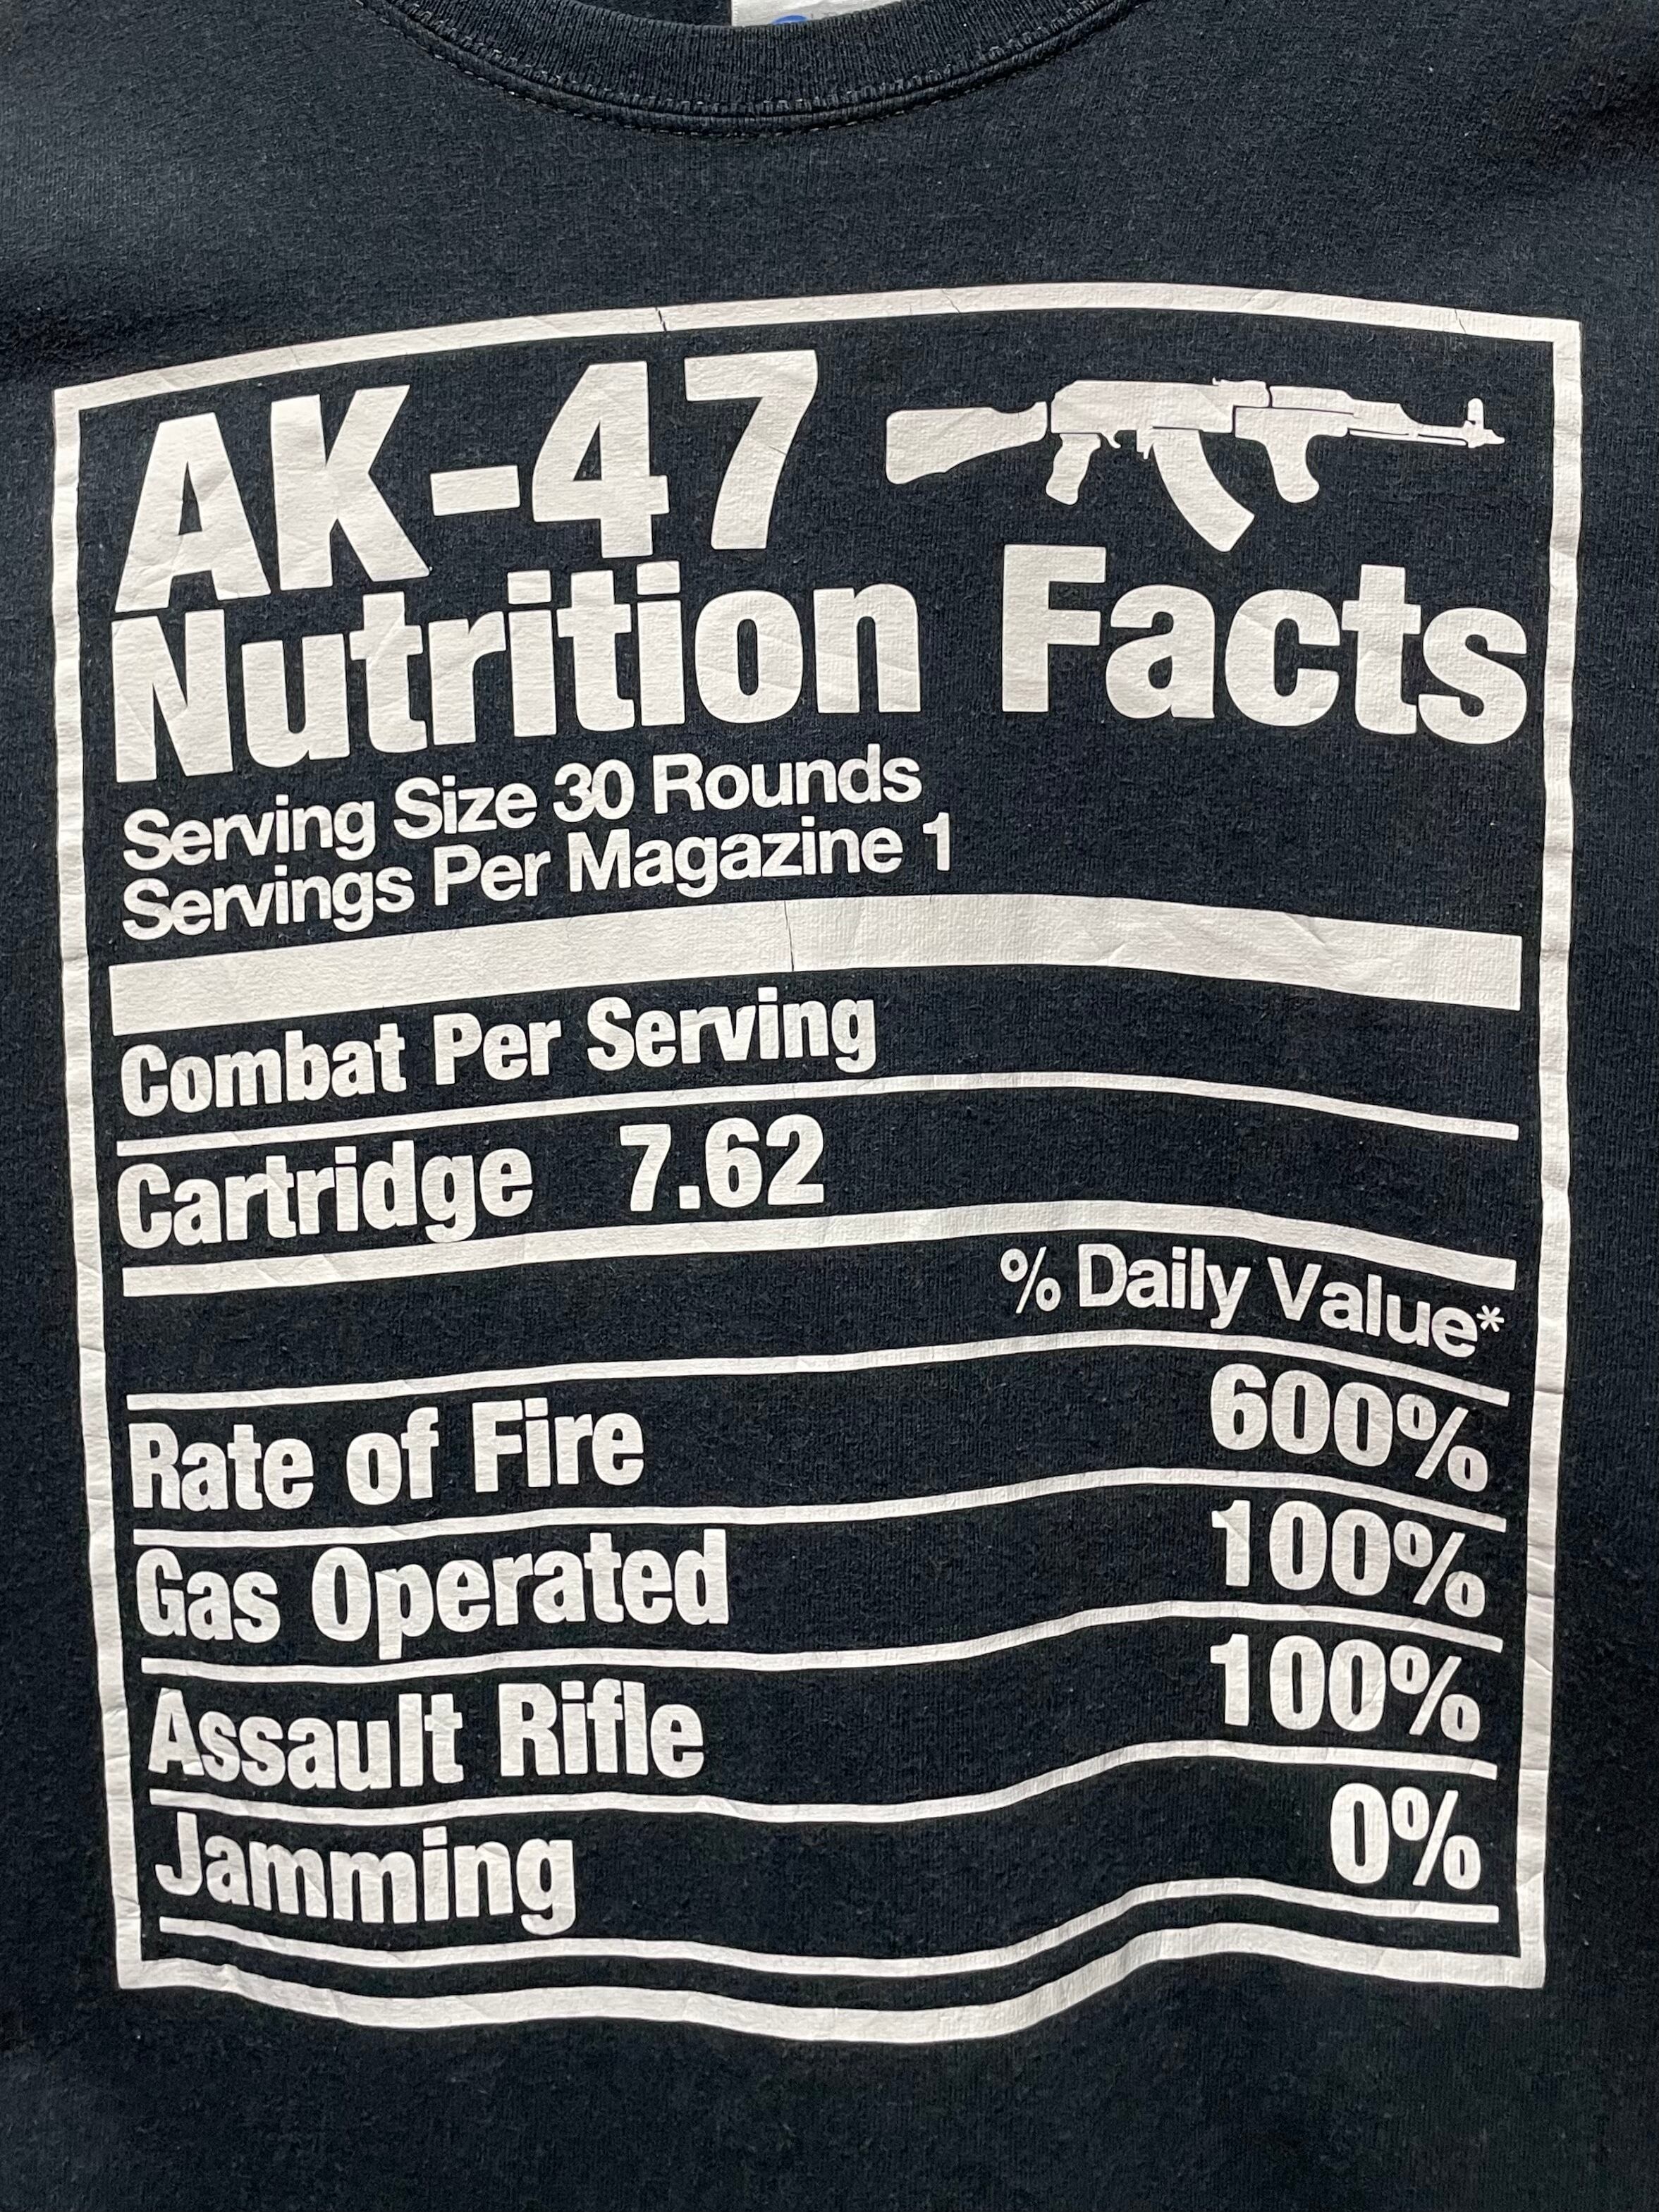 AK-47
Nutrition Facts
Serving Size 30 Rounds
Servings Per Magazine 1
Combat Per Serving
Cartridge 7.62
% Daily Value*
Rate of Fire 600%
Gas Operated 100%
Assault Rifle 100%
Jamming 0%